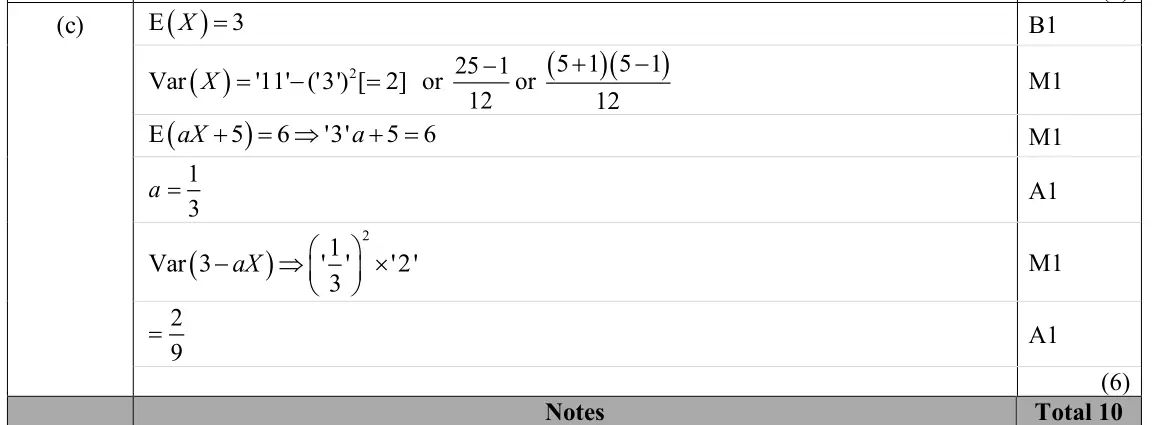 (c) E(X) = 3 B1
Var(X) = '11'−('3')²[= 2] or (25−1)/12 or (5+1)(5−1)/12 M1
E(aX + 5) = 6 ⇒ '3'a + 5 = 6 M1
a = 1/3 A1
Var(3 − aX) ⇒ ('1/3')² × '2' M1
= 2/9 A1
(6)
Notes Total 10